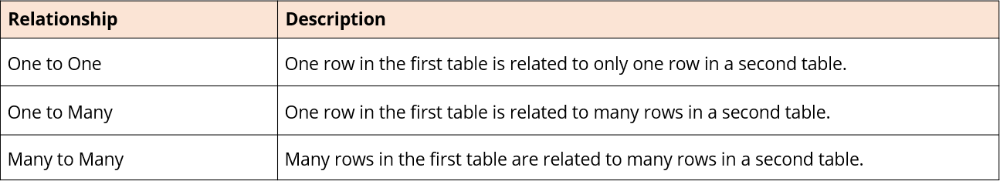 Relationship Description
One to One One row in the first table is related to only one row in a second table.
One to Many One row in the first table is related to many rows in a second table.
Many to Many Many rows in the first table are related to many rows in a second table.